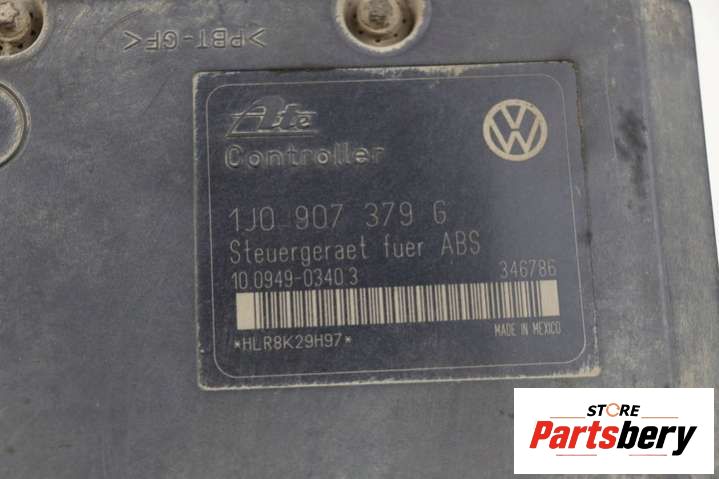 >PBT-GF<
Ate
Controller
1J0 907 379 G
Steuergeraet fuer ABS
10.0949-0340.3 346786
*HLR8K29H97* MADE IN MEXICO
STORE
Partsbery